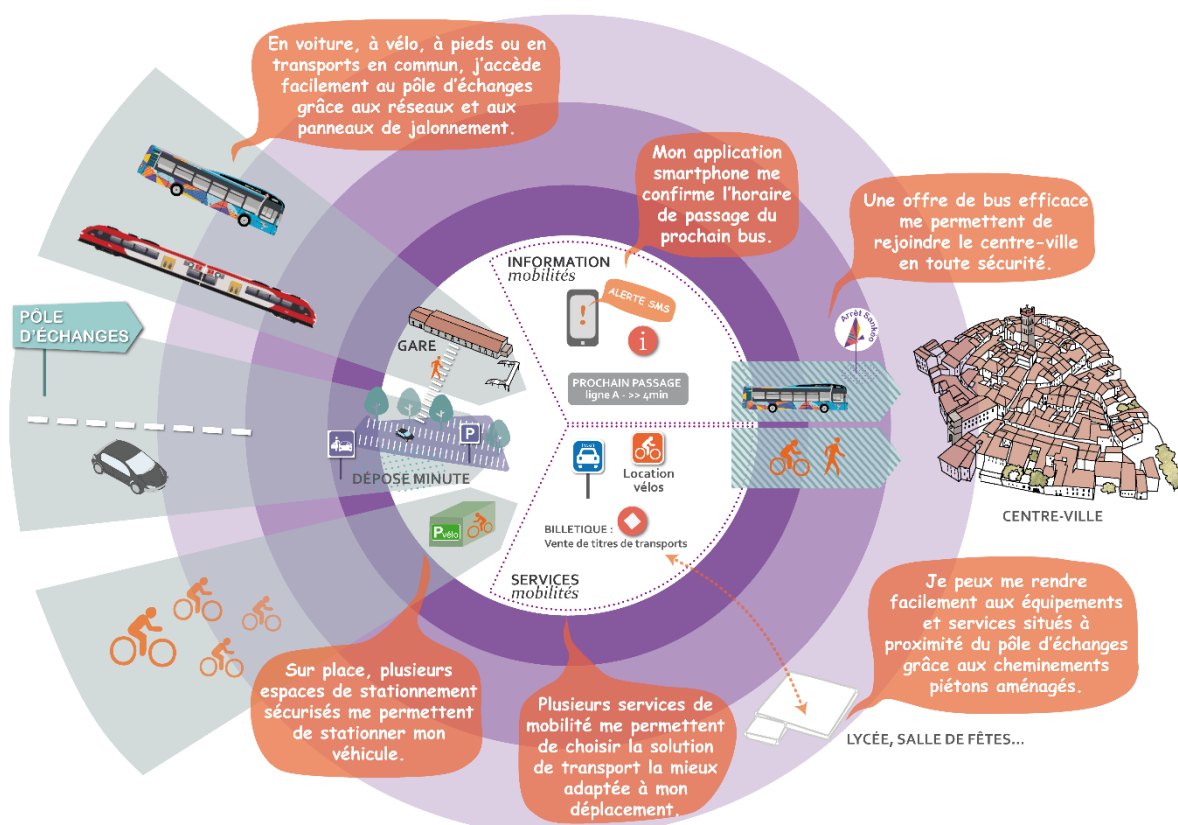 En voiture, à vélo, à pieds ou en
transports en commun, j'accède
facilement au pôle d'échanges
grâce aux réseaux et aux
panneaux de jalonnement.
Mon application
smartphone me
confirme l'horaire
de passage du
prochain bus.
Une offre de bus efficace
me permettent de
rejoindre le centre-ville
en toute sécurité.
INFORMATION
mobilités
ALERTE SMS
i
PROCHAIN PASSAGE
ligne A - >> 4min
Arrêt Sankéo
PÔLE
D'ÉCHANGES
GARE
P
DÉPOSE MINUTE
P vélo
TAXI
Location
vélos
BILLETIQUE :
Vente de titres de transports
SERVICES
mobilités
CENTRE-VILLE
Sur place, plusieurs
espaces de stationnement
sécurisés me permettent
de stationner mon
véhicule.
Plusieurs services de
mobilité me permettent
de choisir la solution
de transport la mieux
adaptée à mon
déplacement.
Je peux me rendre
facilement aux équipements
et services situés à
proximité du pôle d'échanges
grâce aux cheminements
piétons aménagés.
LYCÉE, SALLE DE FÊTES...